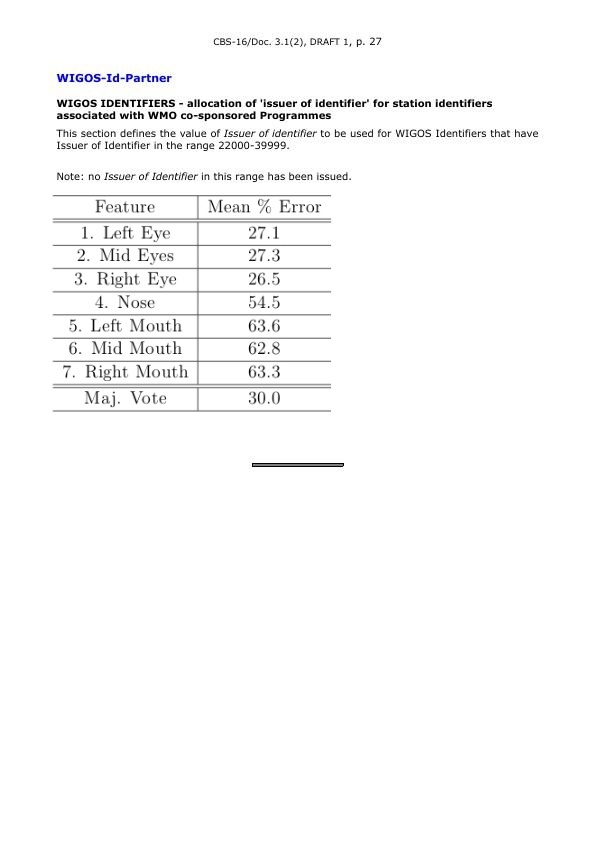 CBS-16/Doc. 3.1(2), DRAFT 1, p. 27
WIGOS-Id-Partner
WIGOS IDENTIFIERS - allocation of 'issuer of identifier' for station identifiers
associated with WMO co-sponsored Programmes
This section defines the value of Issuer of identifier to be used for WIGOS Identifiers that have
Issuer of Identifier in the range 22000-39999.
Note: no Issuer of Identifier in this range has been issued.
Feature Mean % Error
1. Left Eye 27.1
2. Mid Eyes 27.3
3. Right Eye 26.5
4. Nose 54.5
5. Left Mouth 63.6
6. Mid Mouth 62.8
7. Right Mouth 63.3
Maj. Vote 30.0